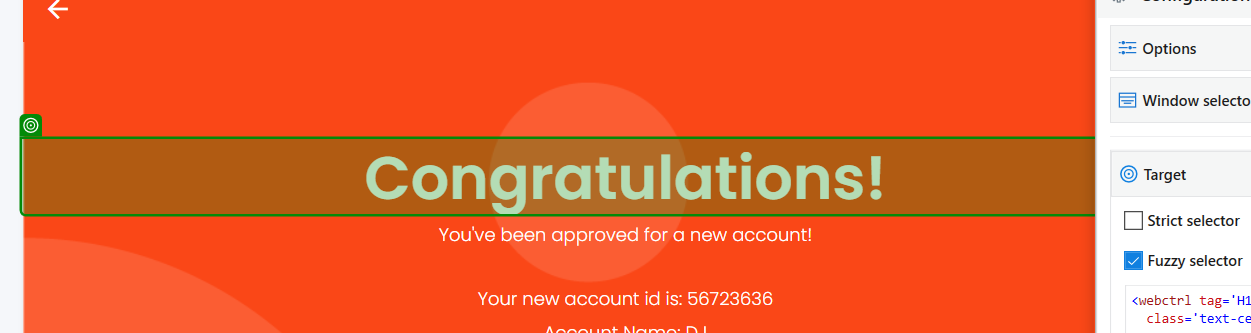 Configuration
Options
Window selecto
Congratulations!
Target
Strict selector
You've been approved for a new account!
Fuzzy selector
Your new account id is: 56723636
<webctrl tag='H1
class='text-ce
Account Name: DJ